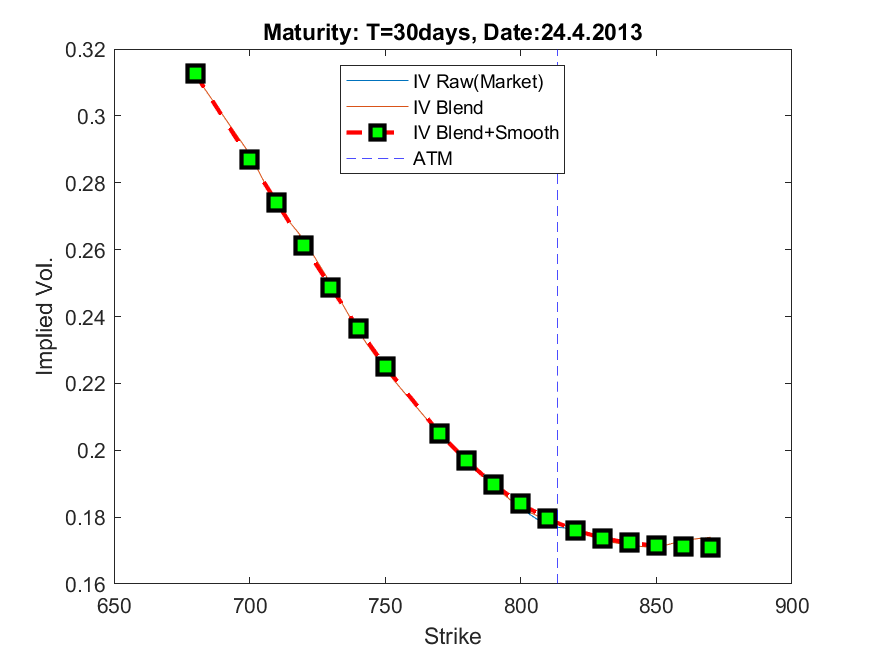 Maturity: T=30days, Date:24.4.2013
0.32
0.3
0.28
0.26
0.24
0.22
0.2
0.18
0.16
Implied Vol.
IV Raw(Market)
IV Blend
IV Blend+Smooth
ATM
650
700
750
800
850
900
Strike